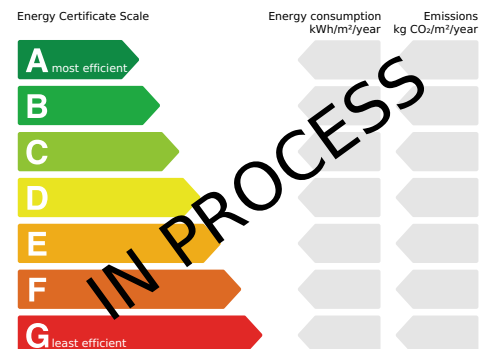 Energy Certificate Scale
Energy consumption
kWh/m²/year
Emissions
kg CO₂/m²/year
A most efficient
B
C
D
E
F
G least efficient
IN PROCESS